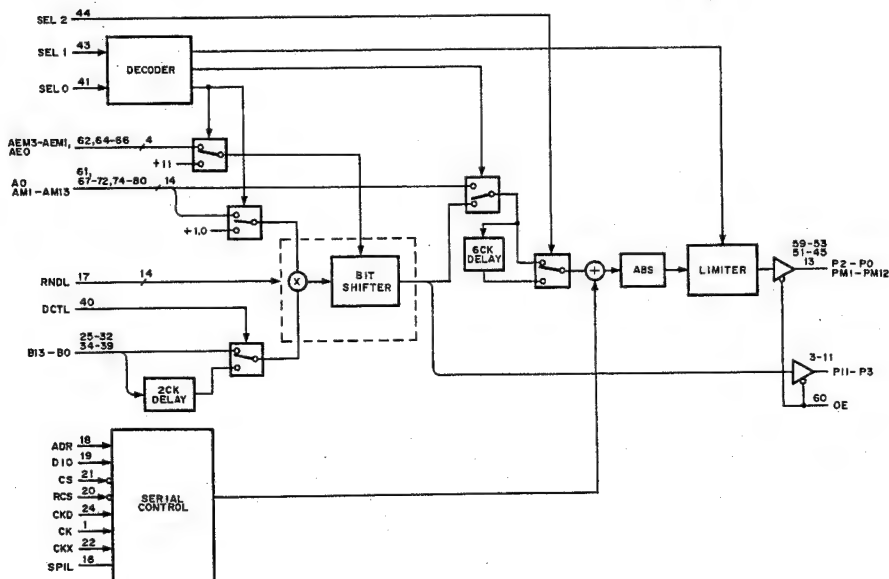 SEL 2 44
SEL 1 43
SEL 0 41
DECODER
AEM3-AEM1, 62,64-66 4
AE0
+11
61,
A0 67-72,74-80 14
AM1-AM13
+1.0
RNDL 17 14
DCTL 40
25-32
B13-B0 34-39
2CK
DELAY
X
BIT
SHIFTER
6CK
DELAY
+
ABS
LIMITER
59-53
51-45
13 P2-P0
PM1-PM12
3-11
P11-P3
60
OE
ADR 18
DIO 19
CS 21
RCS 20
CKD 24
CK 1
CKX 22
SPIL 16
SERIAL
CONTROL